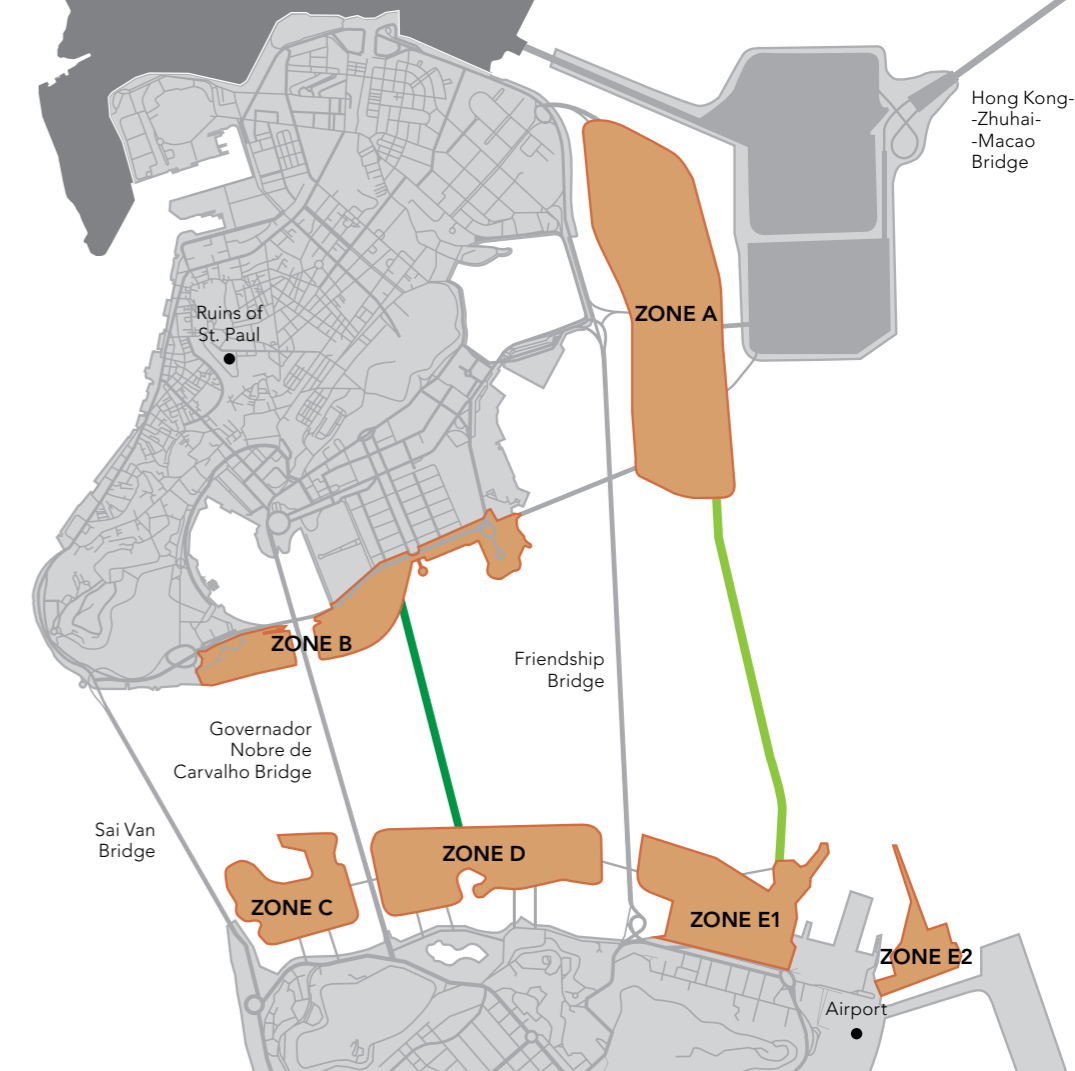 Hong Kong-
-Zhuhai-
-Macao
Bridge
Ruins of
St. Paul
ZONE A
ZONE B
Friendship
Bridge
Governador
Nobre de
Carvalho Bridge
Sai Van
Bridge
ZONE D
ZONE C
ZONE E1
ZONE E2
Airport